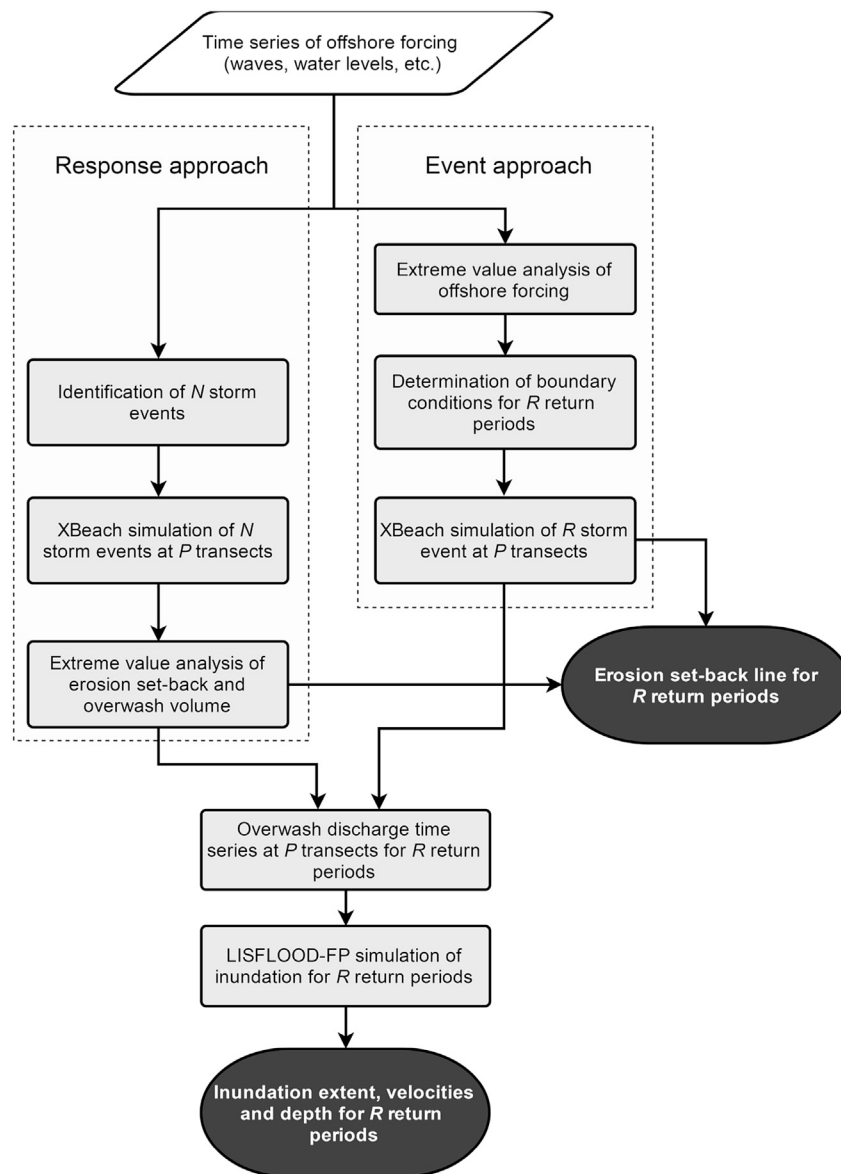 Time series of offshore forcing
(waves, water levels, etc.)
Response approach
Event approach
Extreme value analysis of
offshore forcing
Identification of N storm
events
Determination of boundary
conditions for R return
periods
XBeach simulation of N
storm events at P transects
XBeach simulation of R storm
event at P transects
Extreme value analysis of
erosion set-back and
overwash volume
Erosion set-back line for
R return periods
Overwash discharge time
series at P transects for R return
periods
LISFLOOD-FP simulation of
inundation for R return periods
Inundation extent, velocities
and depth for R return
periods